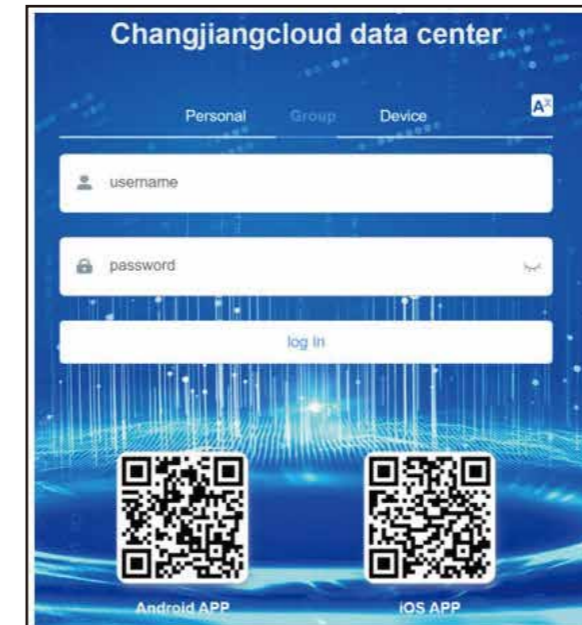 Changjiangcloud data center
Personal Group Device
A
username
password
log in
Android APP iOS APP